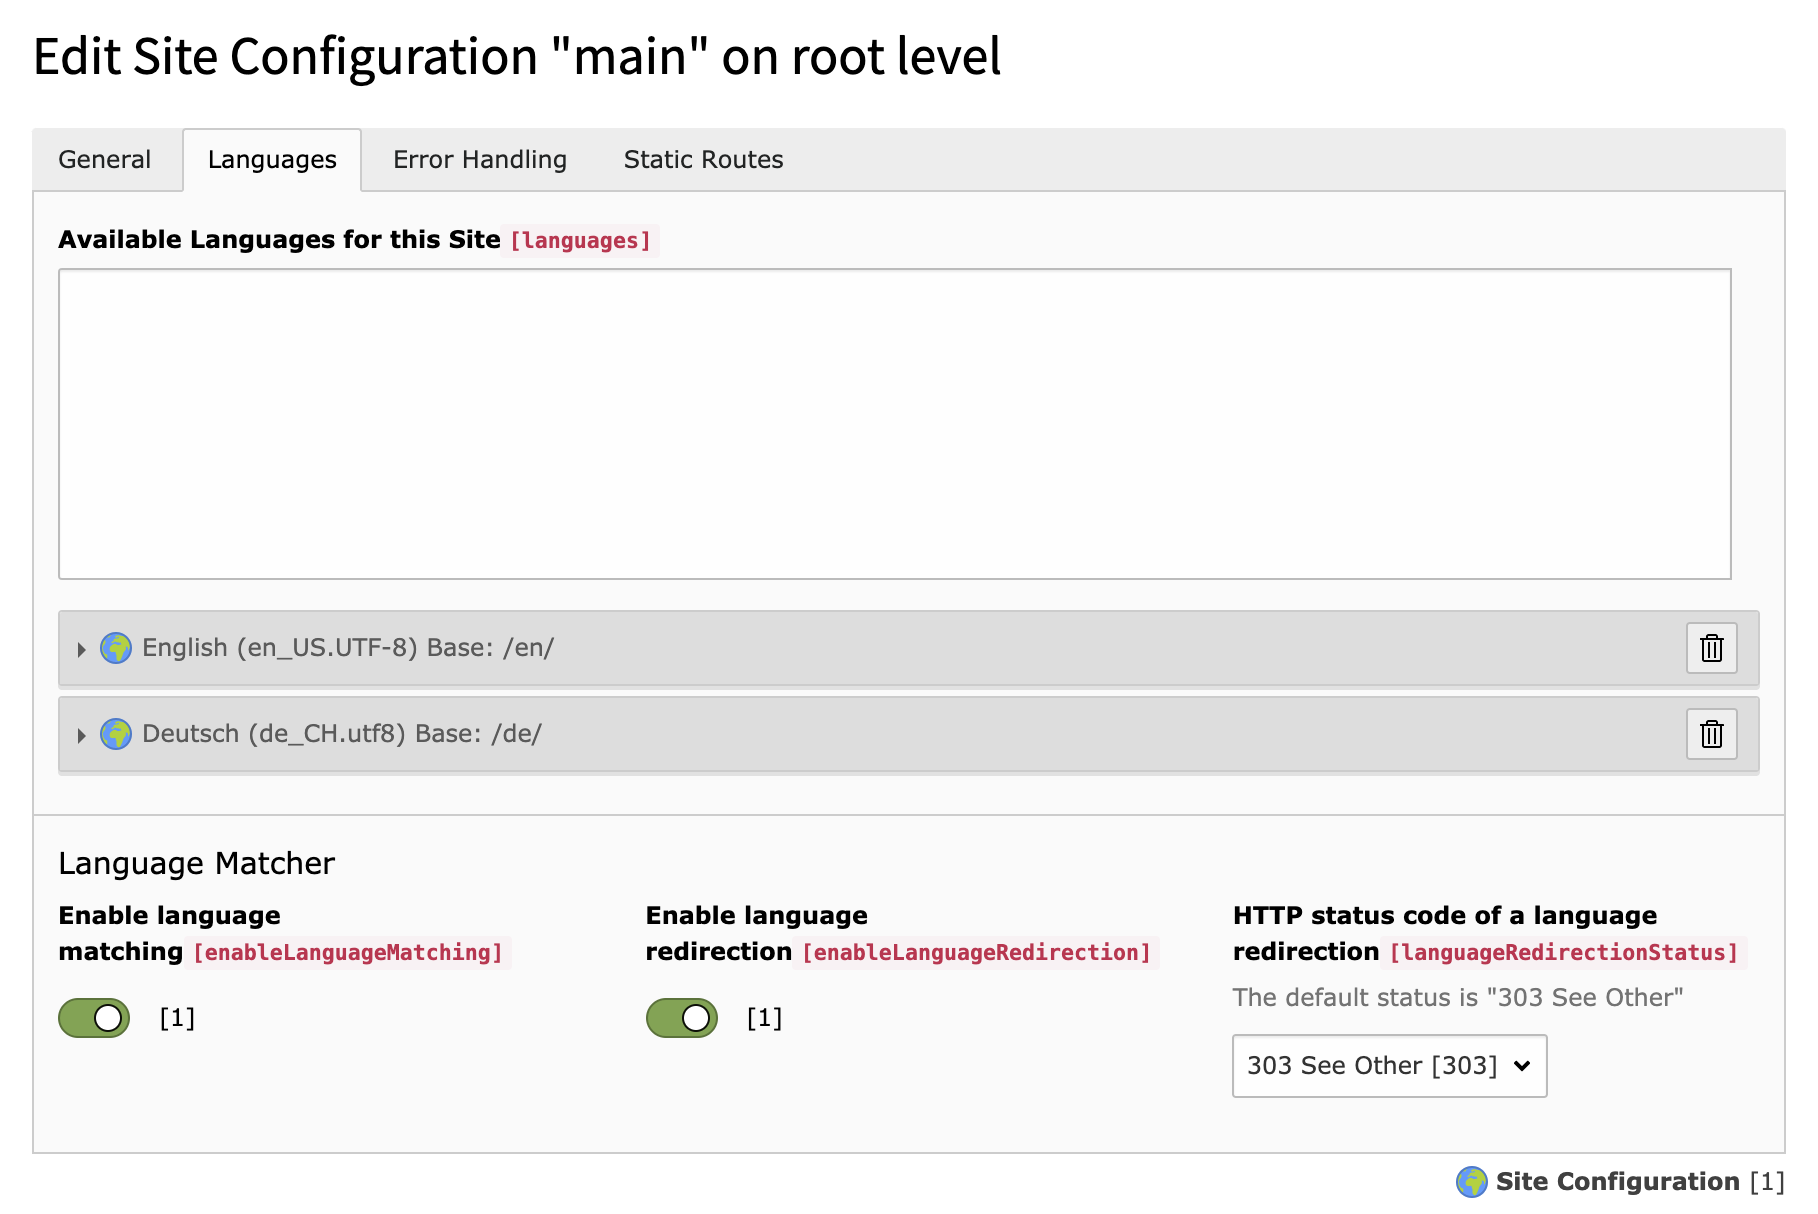 Edit Site Configuration "main" on root level
General Languages Error Handling Static Routes
Available Languages for this Site [languages]
English (en_US.UTF-8) Base: /en/
Deutsch (de_CH.utf8) Base: /de/
Language Matcher
Enable language
matching [enableLanguageMatching]
[1]
Enable language
redirection [enableLanguageRedirection]
[1]
HTTP status code of a language
redirection [languageRedirectionStatus]
The default status is "303 See Other"
303 See Other [303]
Site Configuration [1]